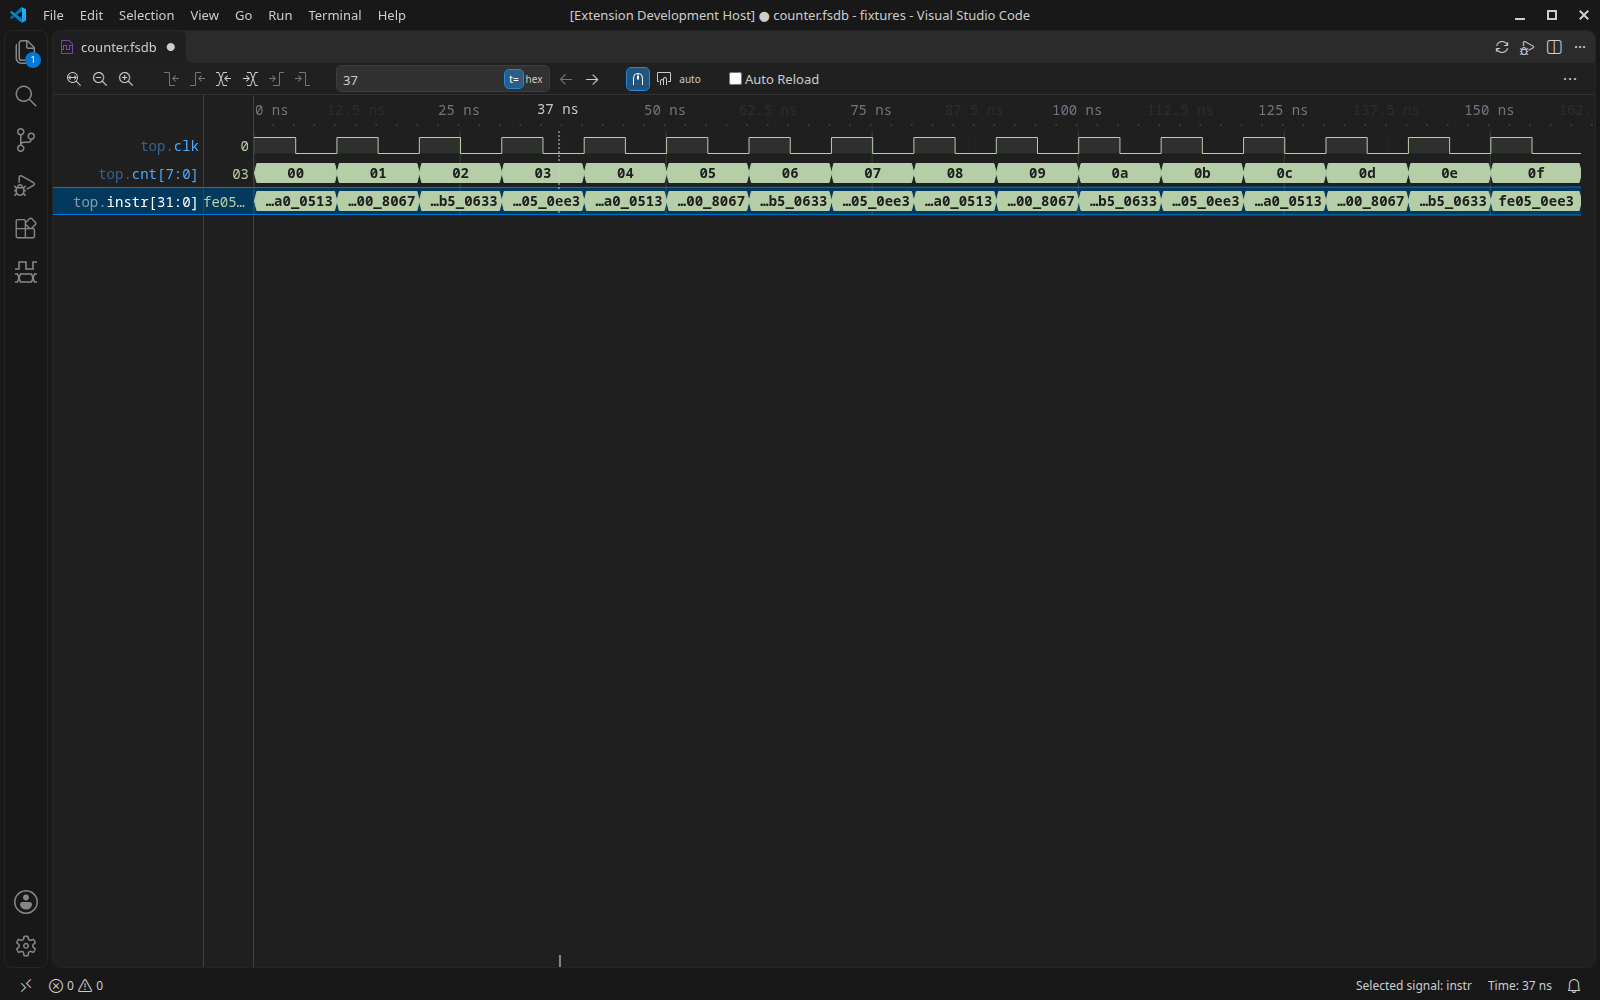 File Edit Selection View Go Run Terminal Help [Extension Development Host] ● counter.fsdb - fixtures - Visual Studio Code
1
counter.fsdb ●
37 t= hex auto Auto Reload
0 ns 12.5 ns 25 ns 37 ns 50 ns 62.5 ns 75 ns 87.5 ns 100 ns 112.5 ns 125 ns 137.5 ns 150 ns 162.
top.clk 0
top.cnt[7:0] 03 00 01 02 03 04 05 06 07 08 09 0a 0b 0c 0d 0e 0f
top.instr[31:0] fe05… …a0_0513 …00_8067 …b5_0633 …05_0ee3 …a0_0513 …00_8067 …b5_0633 …05_0ee3 …a0_0513 …00_8067 …b5_0633 …05_0ee3 …a0_0513 …00_8067 …b5_0633 fe05_0ee3
0 0 Selected signal: instr Time: 37 ns